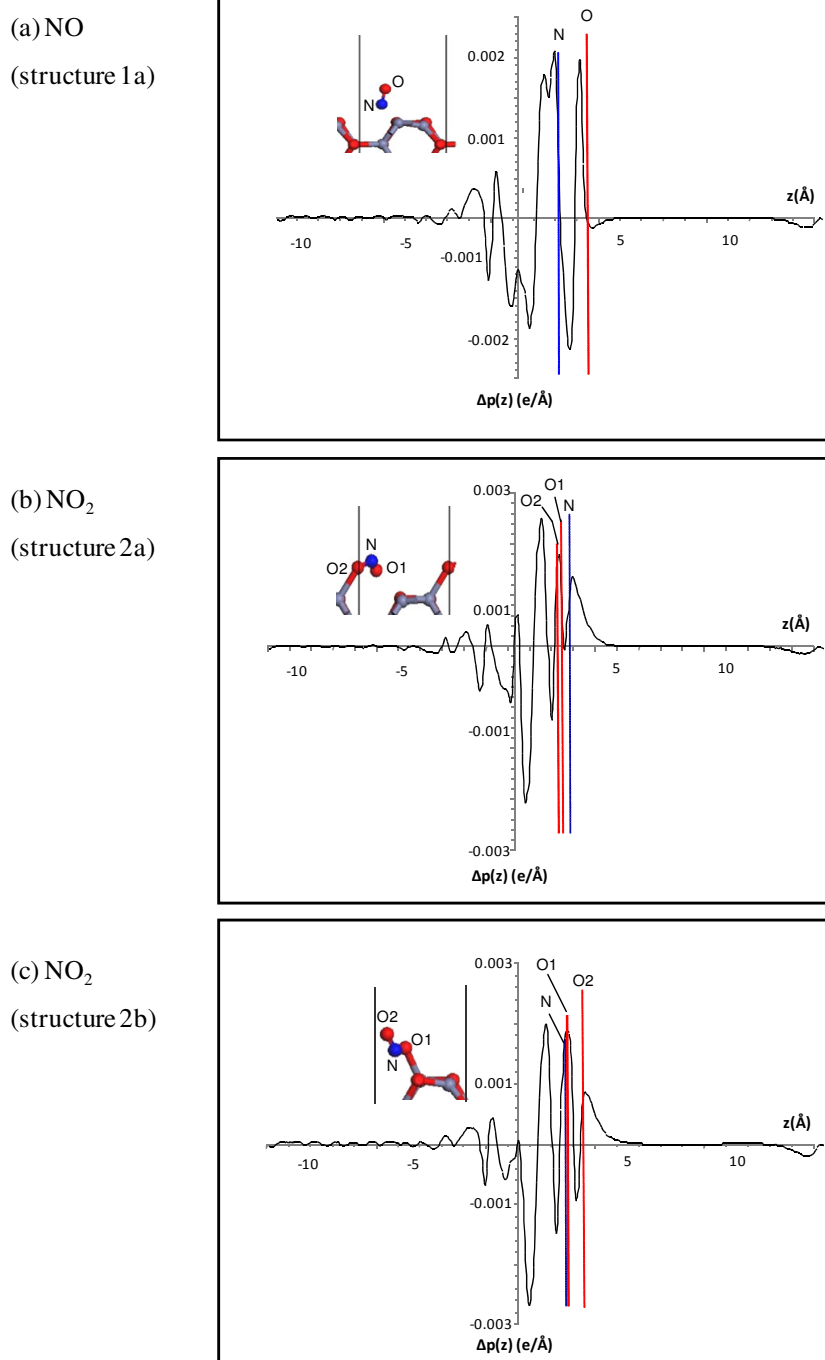 (a) NO
(structure 1a)
N
O
O
N
0.002
0.001
z(Å)
-10
-5
5
10
-0.001
-0.002
Δp(z) (e/Å)
(b) NO₂
(structure 2a)
0.003
O1
O2
N
N
O2
O1
0.001
z(Å)
-10
-5
5
10
-0.001
-0.003
Δp(z) (e/Å)
(c) NO₂
(structure 2b)
0.003
O1
O2
N
O2
O1
N
0.001
z(Å)
-10
-5
5
10
-0.001
-0.003
Δp(z) (e/Å)